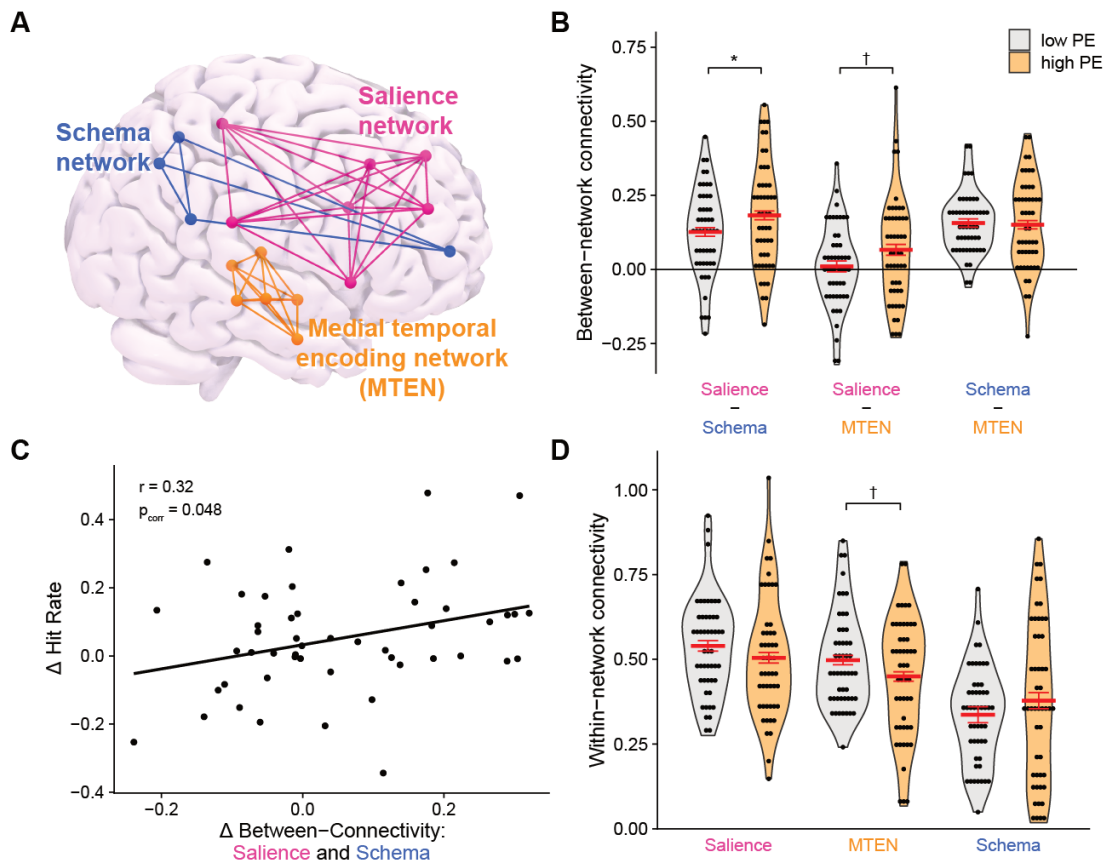 A
Schema
network
Salience
network
Medial temporal
encoding network
(MTEN)
B
Between−network connectivity
0.75
0.50
0.25
0.00
−0.25
*
†
low PE
high PE
Salience
−
Schema
Salience
−
MTEN
Schema
−
MTEN
C
r = 0.32
pcorr = 0.048
Δ Hit Rate
0.4
0.2
0.0
−0.2
−0.4
−0.2
0.0
0.2
Δ Between−Connectivity:
Salience and Schema
D
Within−network connectivity
1.00
0.75
0.50
0.25
0.00
†
Salience
MTEN
Schema